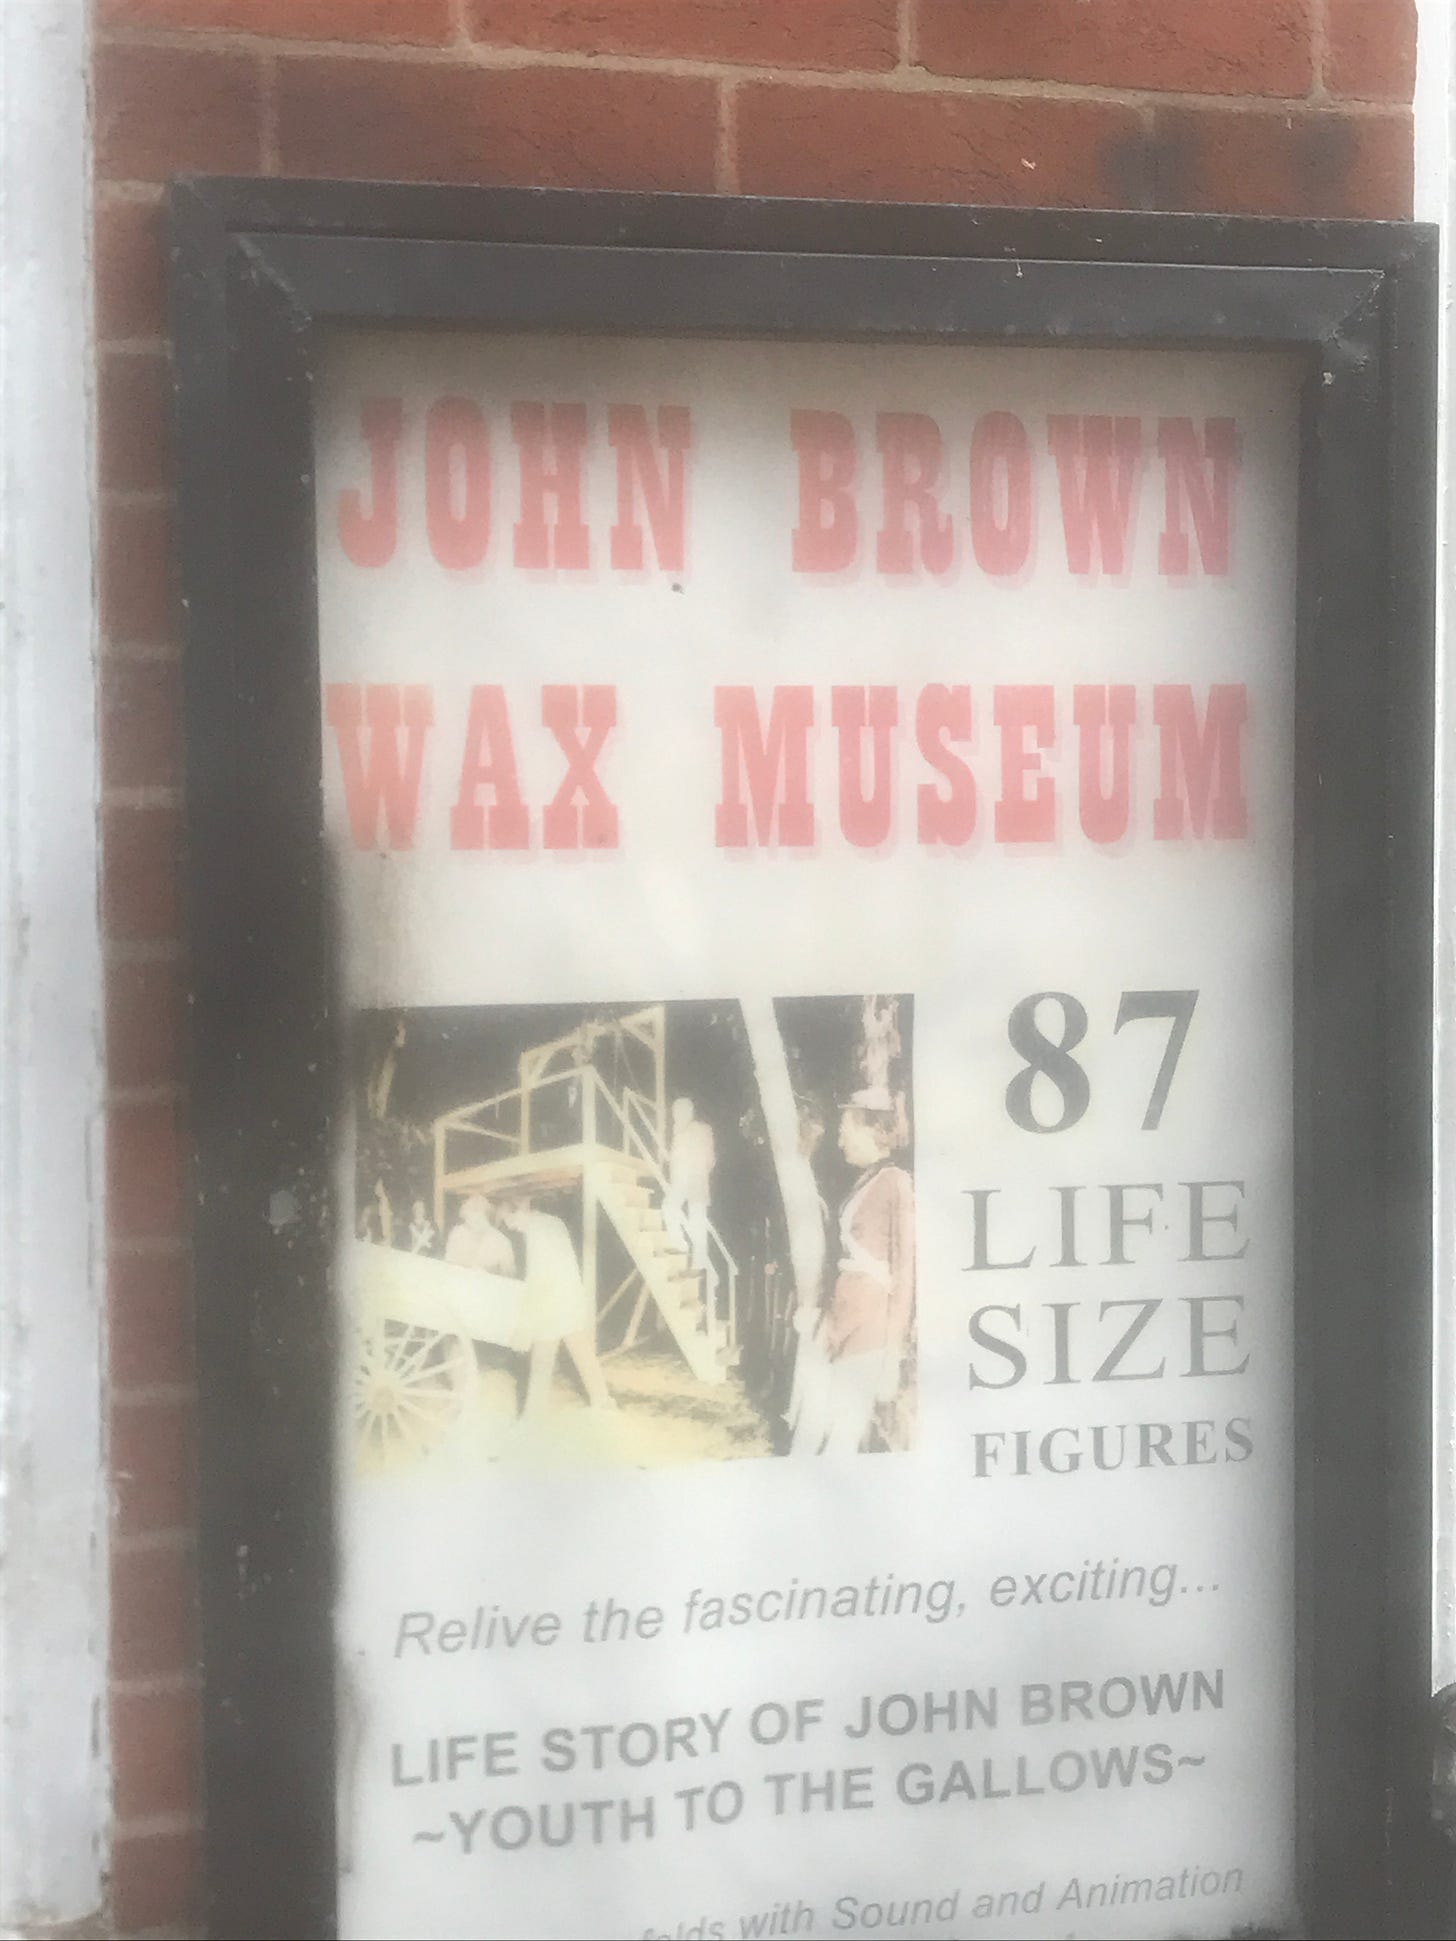 JOHN BROWN
WAX MUSEUM
87
LIFE
SIZE
FIGURES
Relive the fascinating, exciting...
LIFE STORY OF JOHN BROWN
~YOUTH TO THE GALLOWS~
with Sound and Animation